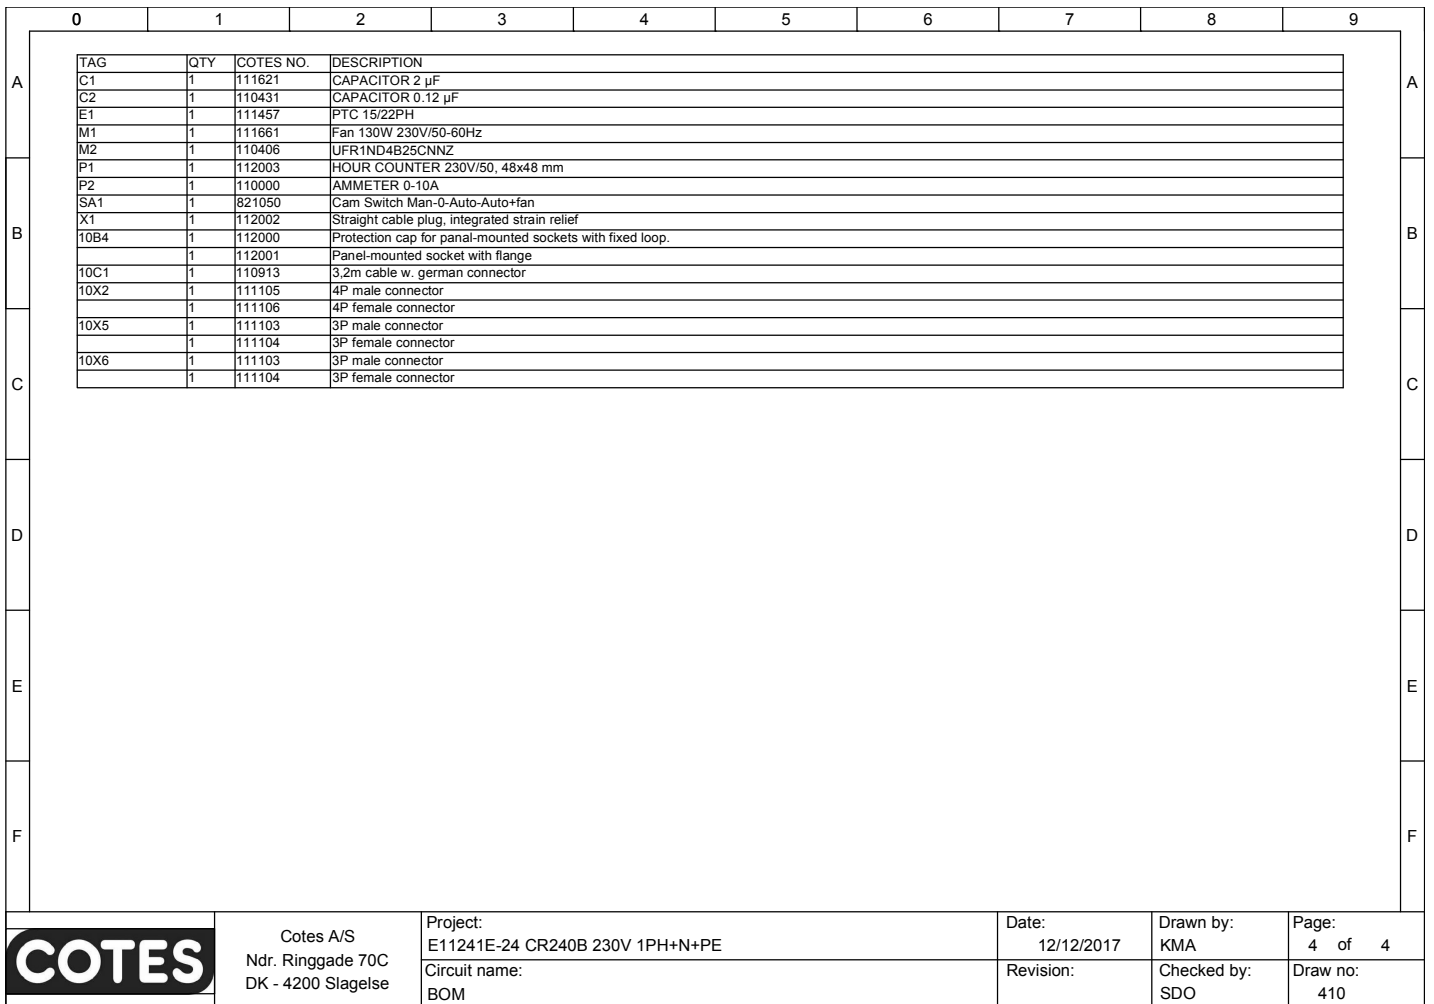 0 1 2 3 4 5 6 7 8 9
TAG QTY COTES NO. DESCRIPTION
A C1 1 111621 CAPACITOR 2 µF A
C2 1 110431 CAPACITOR 0.12 µF
E1 1 111457 PTC 15/22PH
M1 1 111661 Fan 130W 230V/50-60Hz
M2 1 110406 UFR1ND4B25CNNZ
P1 1 112003 HOUR COUNTER 230V/50, 48x48 mm
P2 1 110000 AMMETER 0-10A
SA1 1 821050 Cam Switch Man-0-Auto-Auto+fan
X1 1 112002 Straight cable plug, integrated strain relief
B 10B4 1 112000 Protection cap for panal-mounted sockets with fixed loop. B
1 112001 Panel-mounted socket with flange
10C1 1 110913 3,2m cable w. german connector
10X2 1 111105 4P male connector
1 111106 4P female connector
10X5 1 111103 3P male connector
1 111104 3P female connector
10X6 1 111103 3P male connector
C 1 111104 3P female connector C
D D
E E
F F
COTES
Cotes A/S
Ndr. Ringgade 70C
DK - 4200 Slagelse
Project:
E11241E-24 CR240B 230V 1PH+N+PE
Circuit name:
BOM
Date:
12/12/2017
Revision:
Drawn by:
KMA
Checked by:
SDO
Page:
4 of 4
Draw no:
410